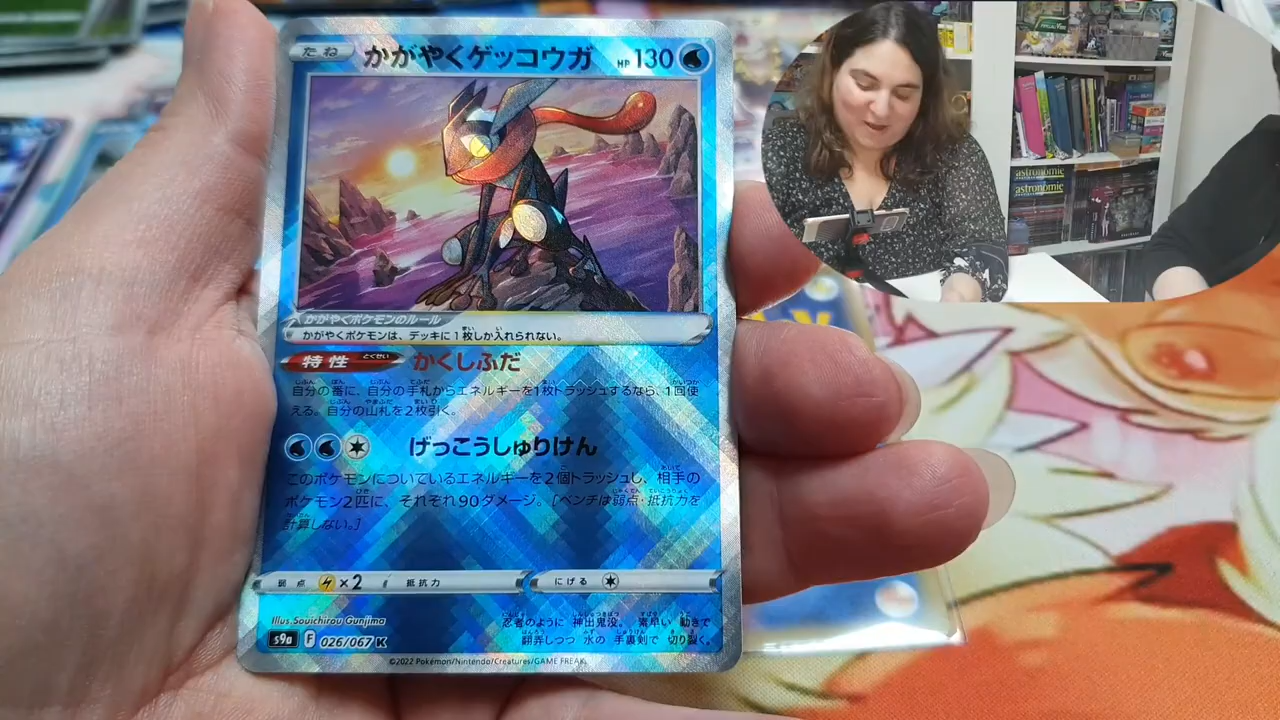 たね かがやくゲッコウガ HP 130
かがやくポケモンのルール
かがやくポケモンは、デッキに1枚しか入れられない。
特性 とくせい かくしふだ
自分の番に、自分の手札からエネルギーを1枚トラッシュするなら、1回使
える。自分の山札を2枚引く。
げっこうしゅりけん
このポケモンについているエネルギーを2個トラッシュし、相手の
ポケモン2匹に、それぞれ90ダメージ。[ベンチは弱点・抵抗力を
計算しない。]
弱点 ×2 抵抗力 にげる
Illus. Souichirou Gunjima
忍者のように 神出鬼没。 素早い 動きで
翻弄しつつ 水の 手裏剣で 切り裂く。
s9a F 026/067 K
©2022 Pokémon/Nintendo/Creatures/GAME FREAK.
astronomie
astronomie